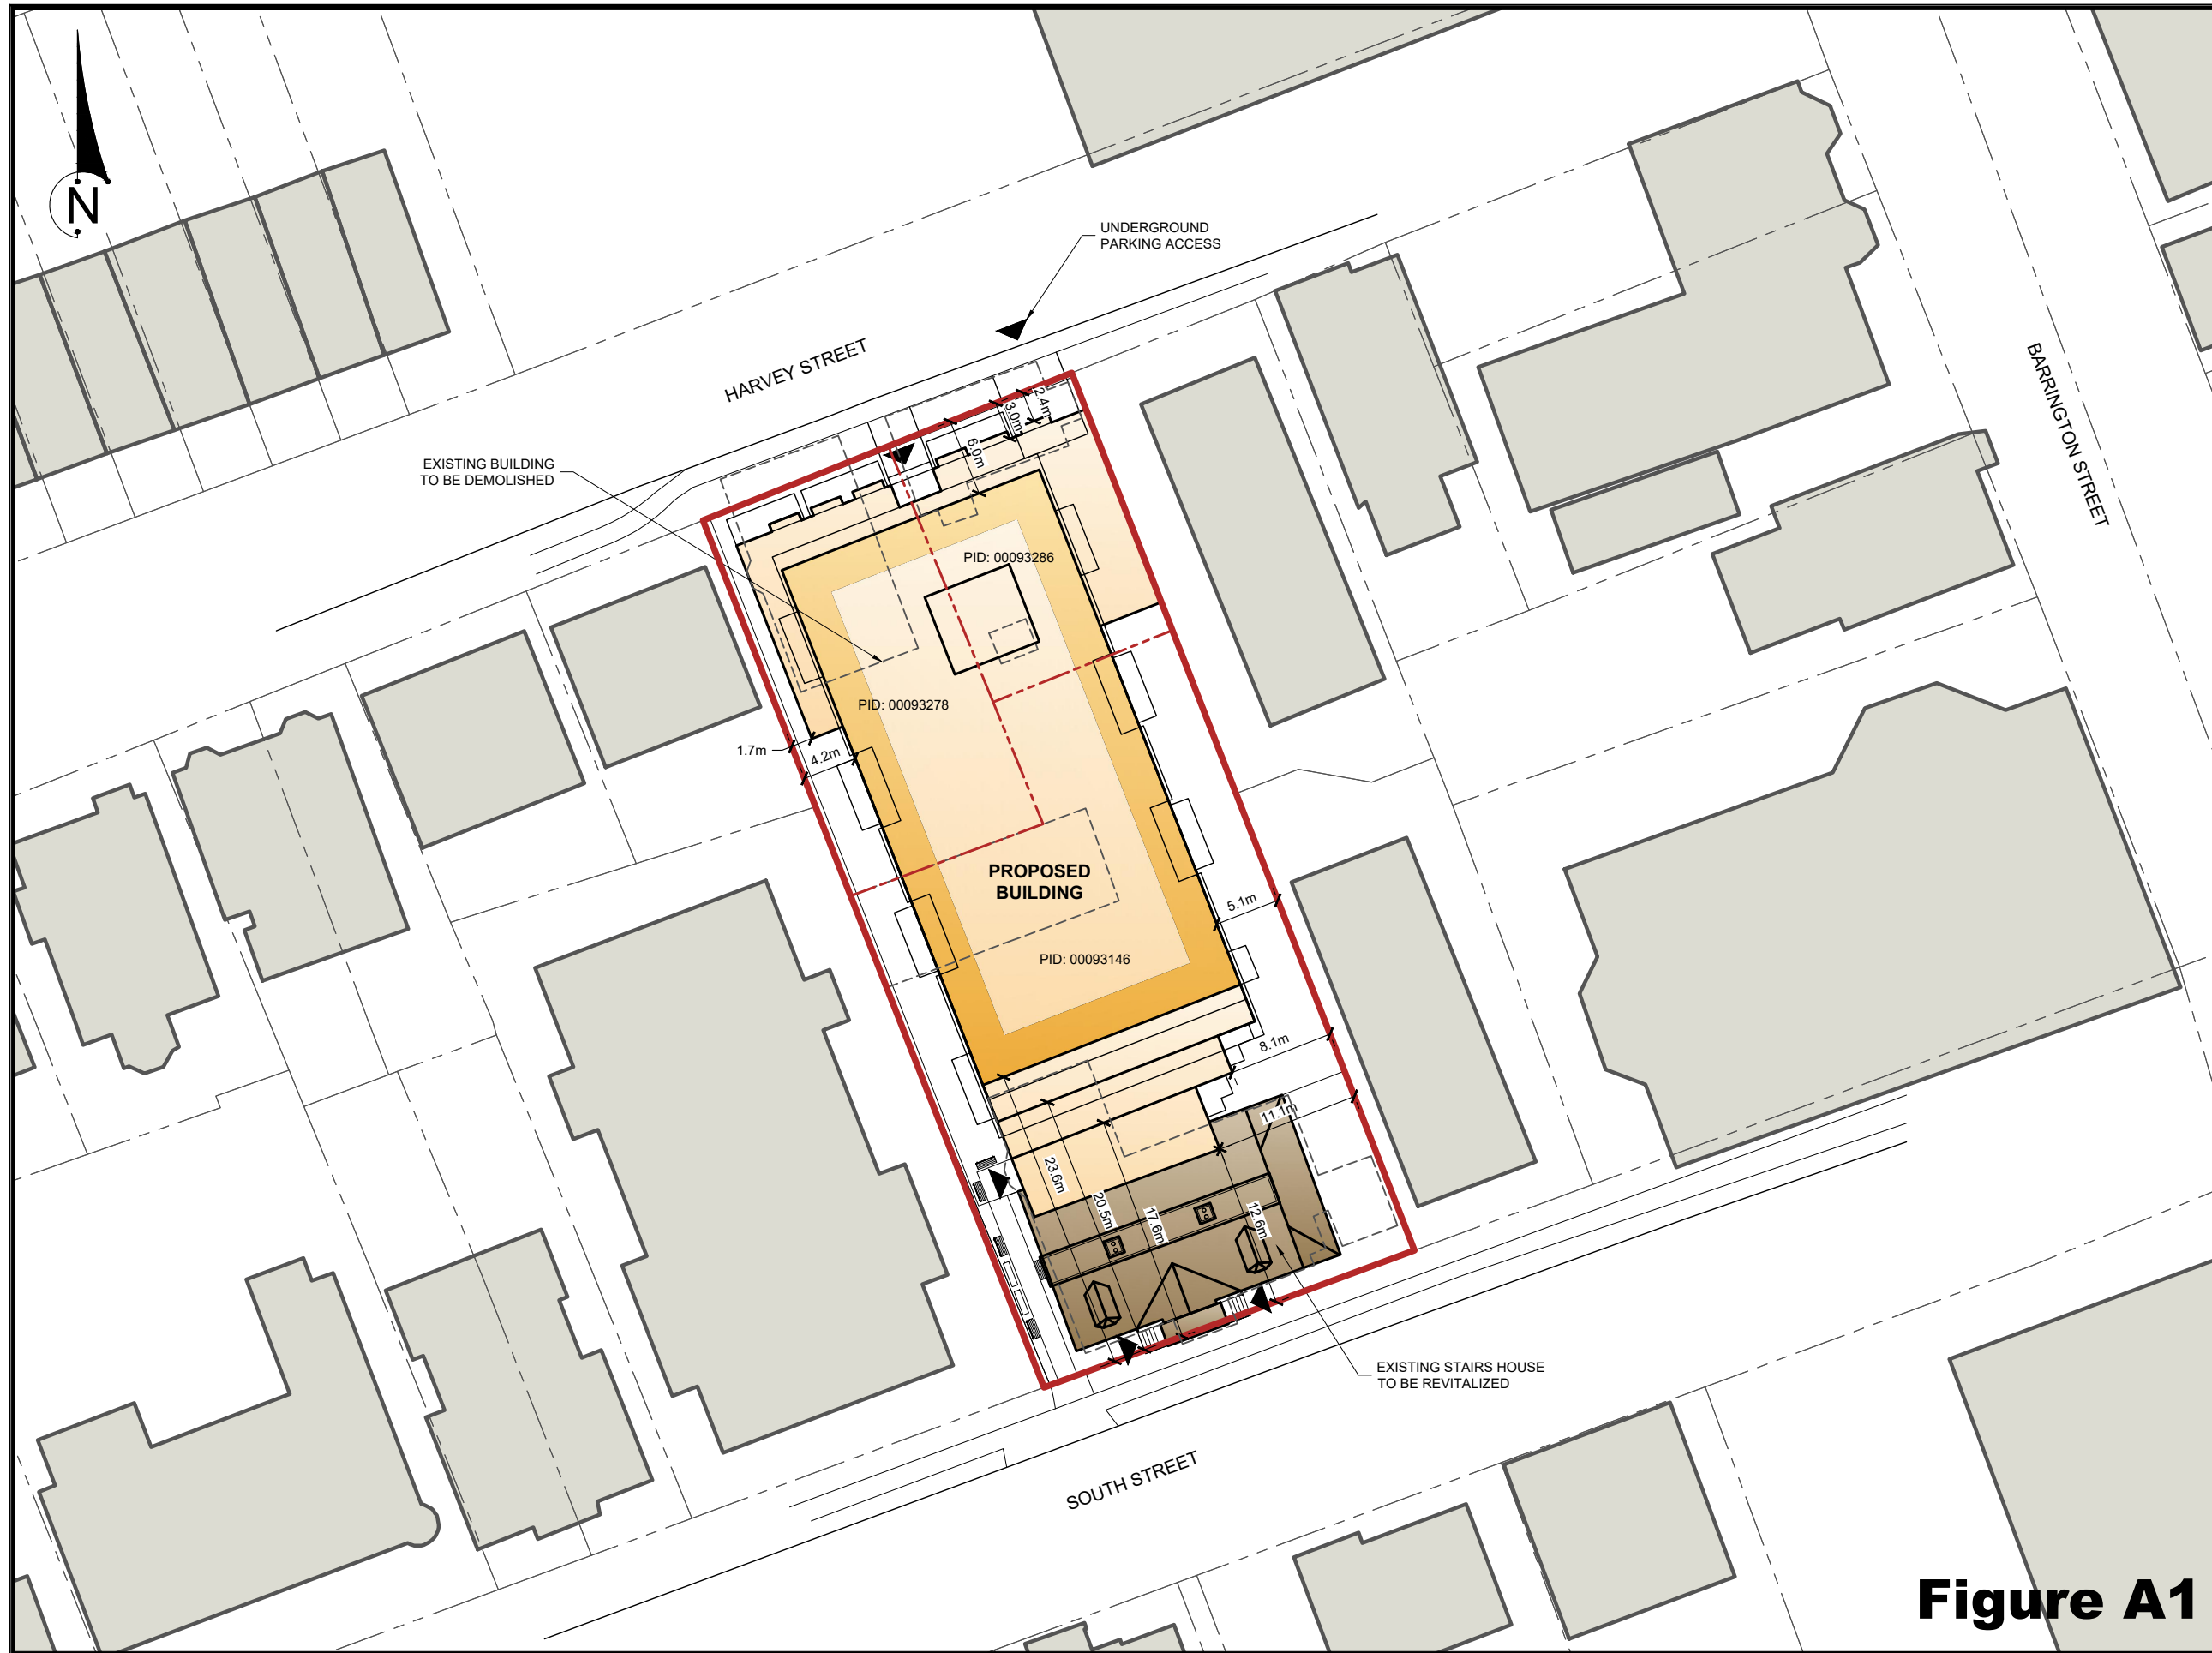 N
UNDERGROUND
PARKING ACCESS
HARVEY STREET
BARRINGTON STREET
2.4m
3.0m
6.0m
EXISTING BUILDING
TO BE DEMOLISHED
PID: 00093286
PID: 00093278
1.7m
4.2m
PROPOSED
BUILDING
5.1m
PID: 00093146
8.1m
11.1m
23.6m
20.5m
17.6m
12.6m
EXISTING STAIRS HOUSE
TO BE REVITALIZED
SOUTH STREET
Figure A1